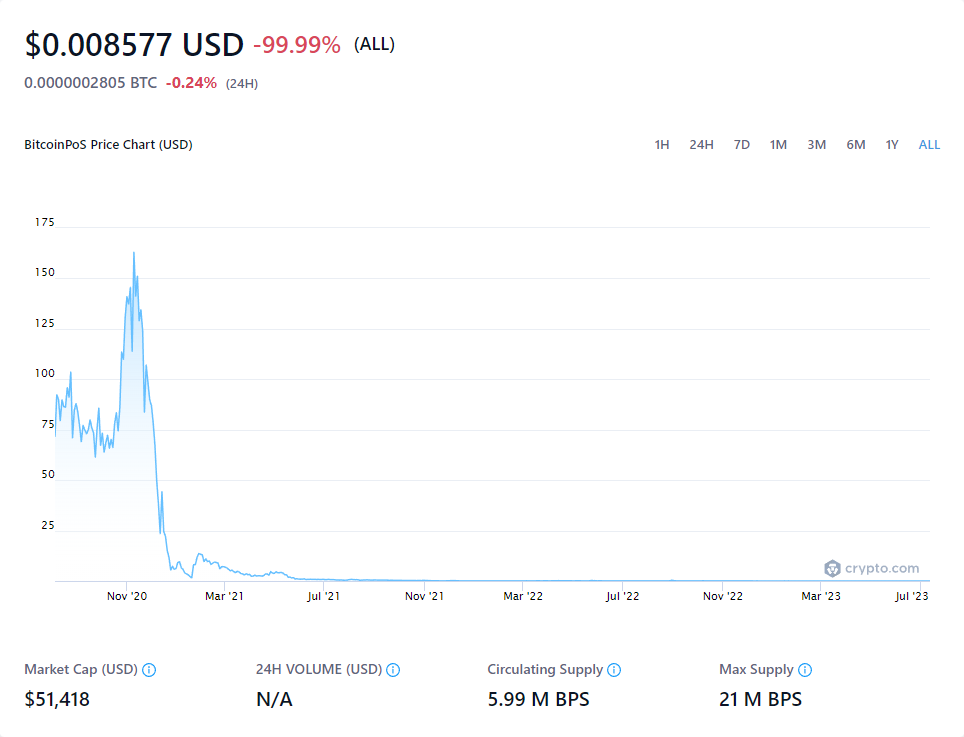 $0.008577 USD -99.99% (ALL)
0.0000002805 BTC -0.24% (24H)
BitcoinPoS Price Chart (USD) 1H 24H 7D 1M 3M 6M 1Y ALL
175
150
125
100
75
50
25
crypto.com
Nov '20 Mar '21 Jul '21 Nov '21 Mar '22 Jul '22 Nov '22 Mar '23 Jul '23
Market Cap (USD) 24H VOLUME (USD) Circulating Supply Max Supply
$51,418 N/A 5.99 M BPS 21 M BPS